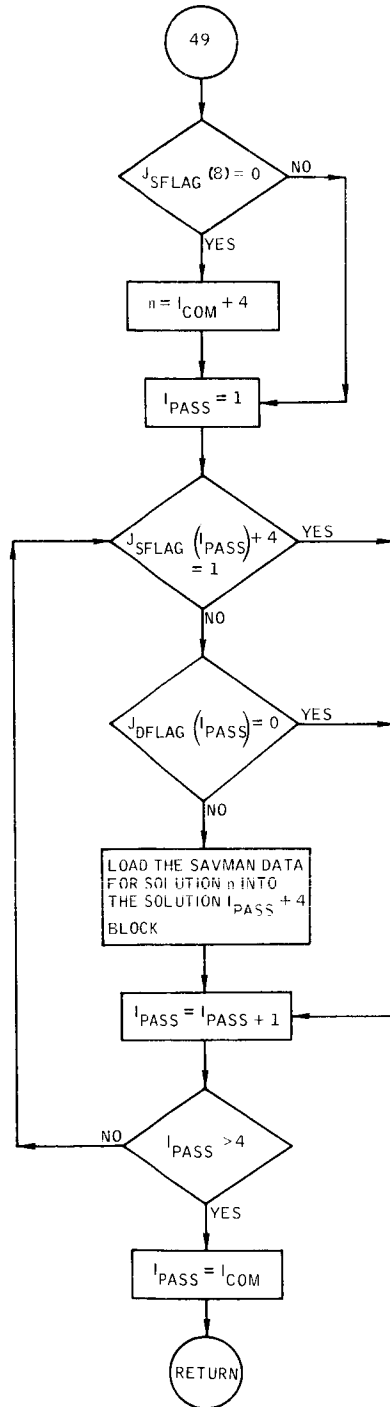 49
J_SFLAG (8) = 0
NO
YES
n = I_COM + 4
I_PASS = 1
J_SFLAG (I_PASS) + 4
= 1
YES
NO
J_DFLAG (I_PASS) = 0
YES
NO
LOAD THE SAVMAN DATA
FOR SOLUTION n INTO
THE SOLUTION I_PASS + 4
BLOCK
I_PASS = I_PASS + 1
NO
I_PASS > 4
YES
I_PASS = I_COM
RETURN